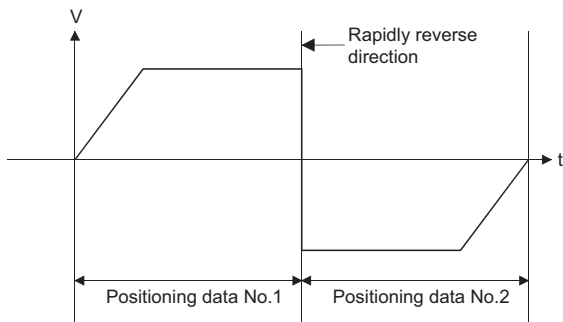 V
Rapidly reverse
direction
t
Positioning data No.1
Positioning data No.2